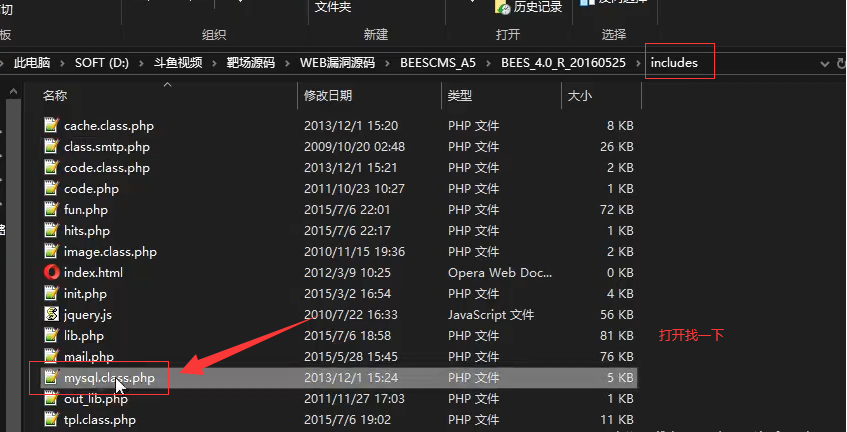 切
文件夹
历史记录
板
组织
新建
打开
选择
此电脑 > SOFT (D:) > 斗鱼视频 > 靶场源码 > WEB漏洞源码 > BEESCMS_A5 > BEES_4.0_R_20160525 > includes
名称 修改日期 类型 大小
cache.class.php 2013/12/1 15:20 PHP 文件 8 KB
class.smtp.php 2009/10/20 02:48 PHP 文件 26 KB
code.class.php 2013/12/1 15:21 PHP 文件 2 KB
code.php 2011/10/23 10:27 PHP 文件 1 KB
fun.php 2015/7/6 22:01 PHP 文件 72 KB
hits.php 2015/7/6 22:17 PHP 文件 1 KB
image.class.php 2010/11/15 19:36 PHP 文件 2 KB
index.html 2012/3/9 10:25 Opera Web Doc... 0 KB
init.php 2015/3/2 16:54 PHP 文件 4 KB
jquery.js 2010/7/22 16:33 JavaScript 文件 56 KB
lib.php 2015/7/6 18:58 PHP 文件 81 KB
打开找一下
mail.php 2015/5/28 15:45 PHP 文件 76 KB
mysql.class.php 2013/12/1 15:24 PHP 文件 5 KB
out_lib.php 2011/11/27 17:03 PHP 文件 1 KB
tpl.class.php 2015/7/6 19:02 PHP 文件 11 KB